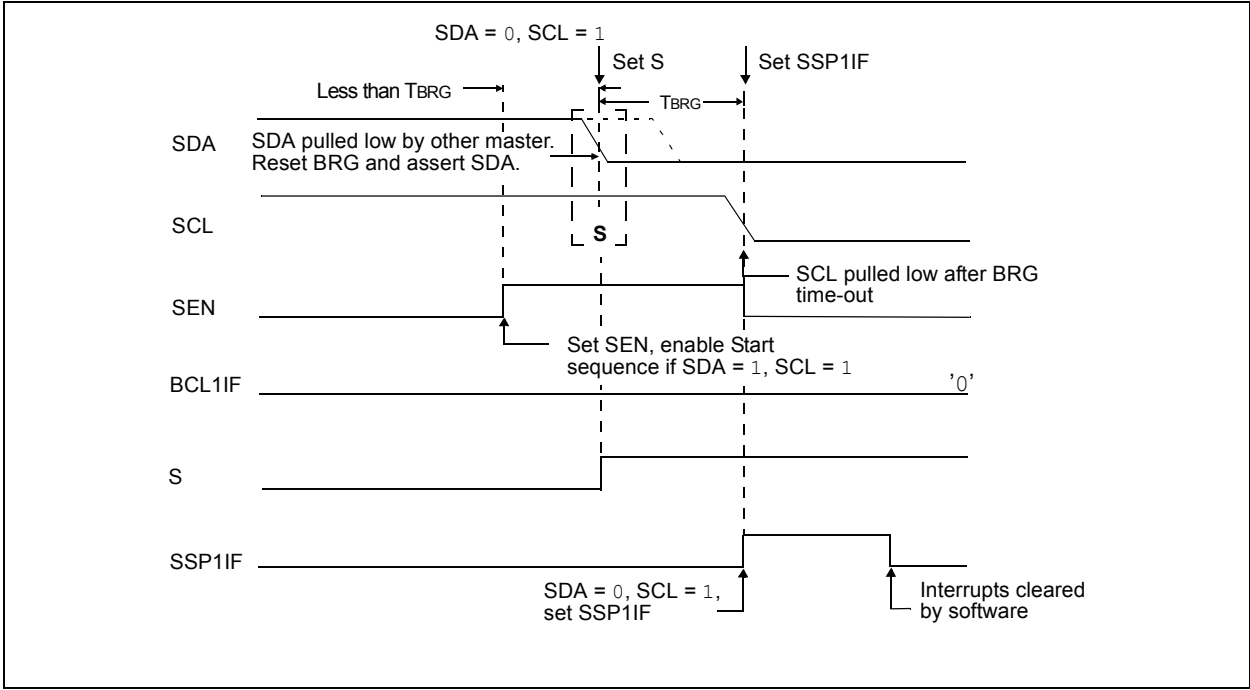 SDA = 0, SCL = 1
Set S
Set SSP1IF
Less than TBRG
TBRG
SDA
SDA pulled low by other master.
Reset BRG and assert SDA.
SCL
S
SCL pulled low after BRG
time-out
SEN
Set SEN, enable Start
sequence if SDA = 1, SCL = 1
BCL1IF
'0'
S
SSP1IF
SDA = 0, SCL = 1,
set SSP1IF
Interrupts cleared
by software